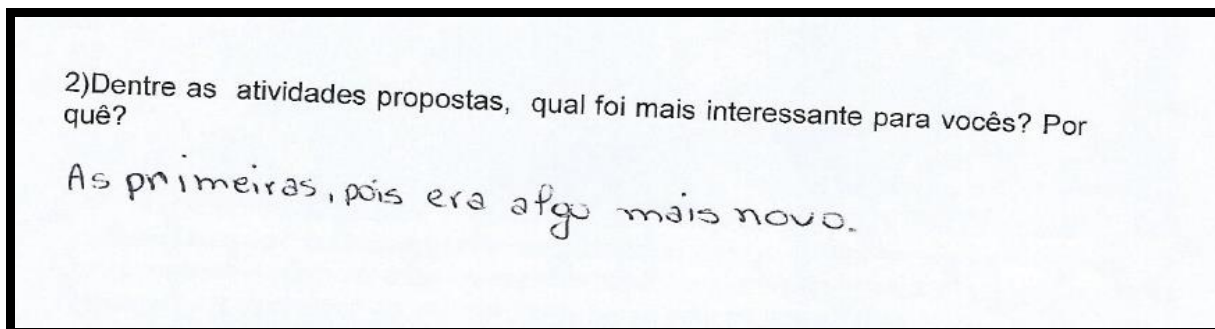 2)Dentre as atividades propostas, qual foi mais interessante para vocês? Por
quê?
As primeiras, pois era algo mais novo.